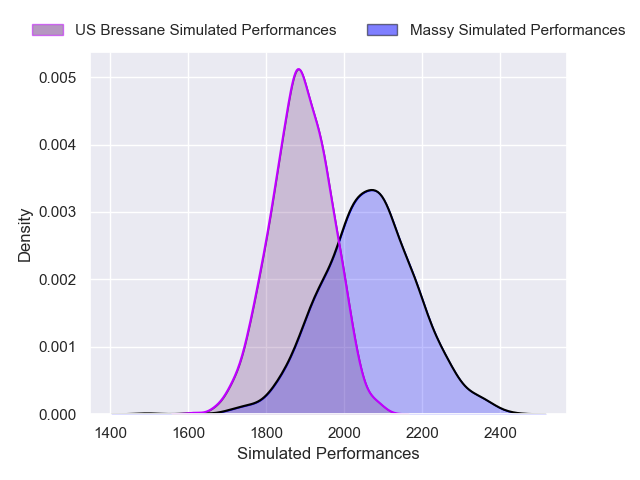 US Bressane Simulated Performances Massy Simulated Performances
0.005
0.004
0.003
0.002
0.001
0.000
Density
1400 1600 1800 2000 2200 2400
Simulated Performances